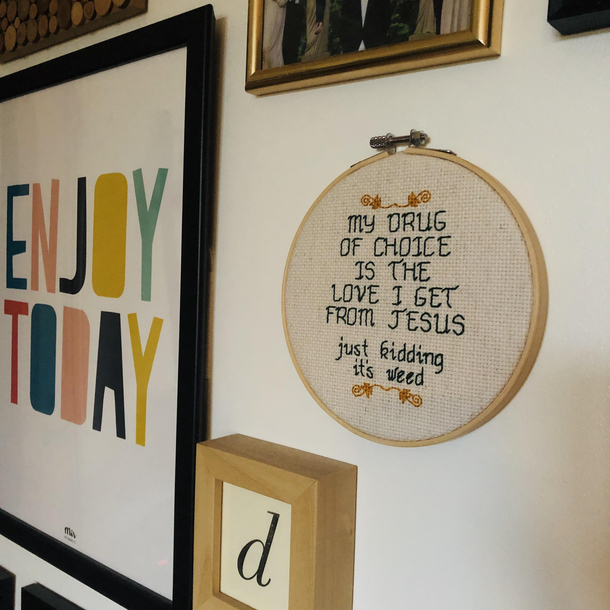 ENJOY
TODAY
MY DRUG
OF CHOICE
IS THE
LOVE I GET
FROM JESUS
just kidding
its weed
d